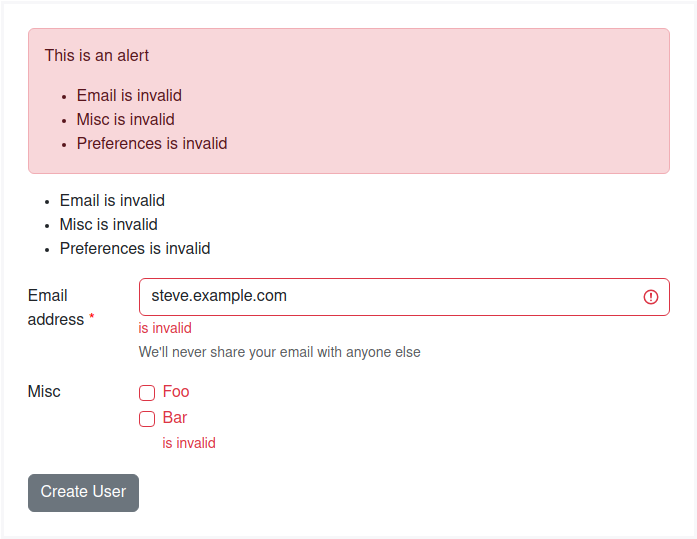 This is an alert
• Email is invalid
• Misc is invalid
• Preferences is invalid
• Email is invalid
• Misc is invalid
• Preferences is invalid
Email
address *
steve.example.com
is invalid
We'll never share your email with anyone else
Misc
Foo
Bar
is invalid
Create User